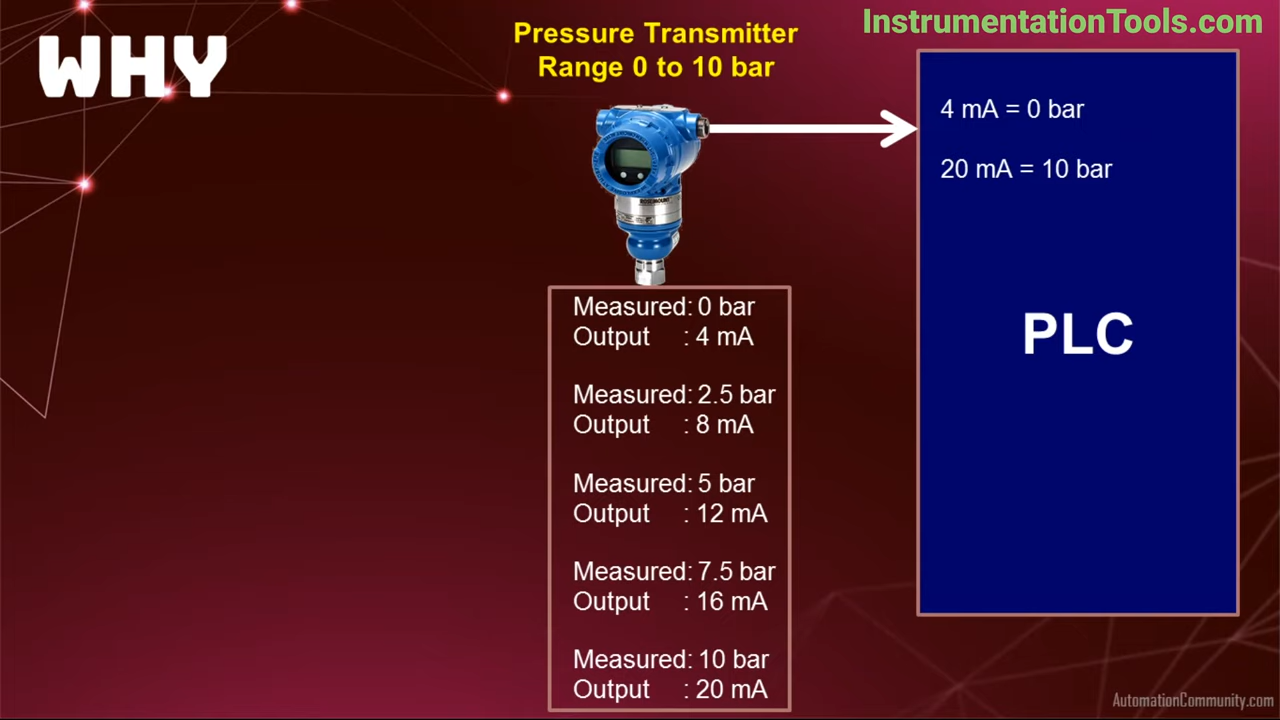 WHY
Pressure Transmitter
Range 0 to 10 bar
InstrumentationTools.com
4 mA = 0 bar
20 mA = 10 bar
PLC
ROSEMOUNT
Measured: 0 bar
Output : 4 mA
Measured: 2.5 bar
Output : 8 mA
Measured: 5 bar
Output : 12 mA
Measured: 7.5 bar
Output : 16 mA
Measured: 10 bar
Output : 20 mA
AutomationCommunity.com